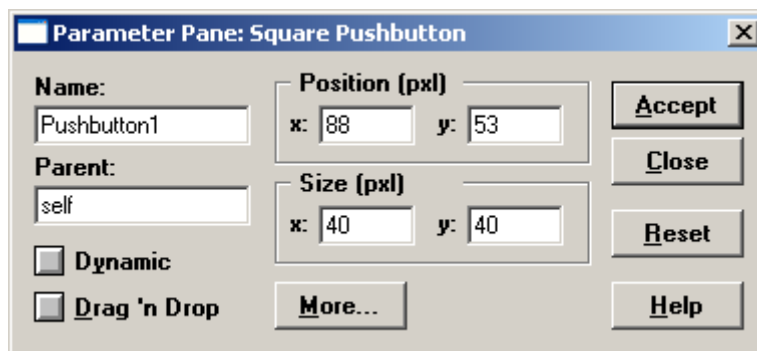 Parameter Pane: Square Pushbutton
Name:
Pushbutton1
Parent:
self
Dynamic
Drag 'n Drop
Position (pxl)
x: 88 y: 53
Size (pxl)
x: 40 y: 40
More...
Accept
Close
Reset
Help